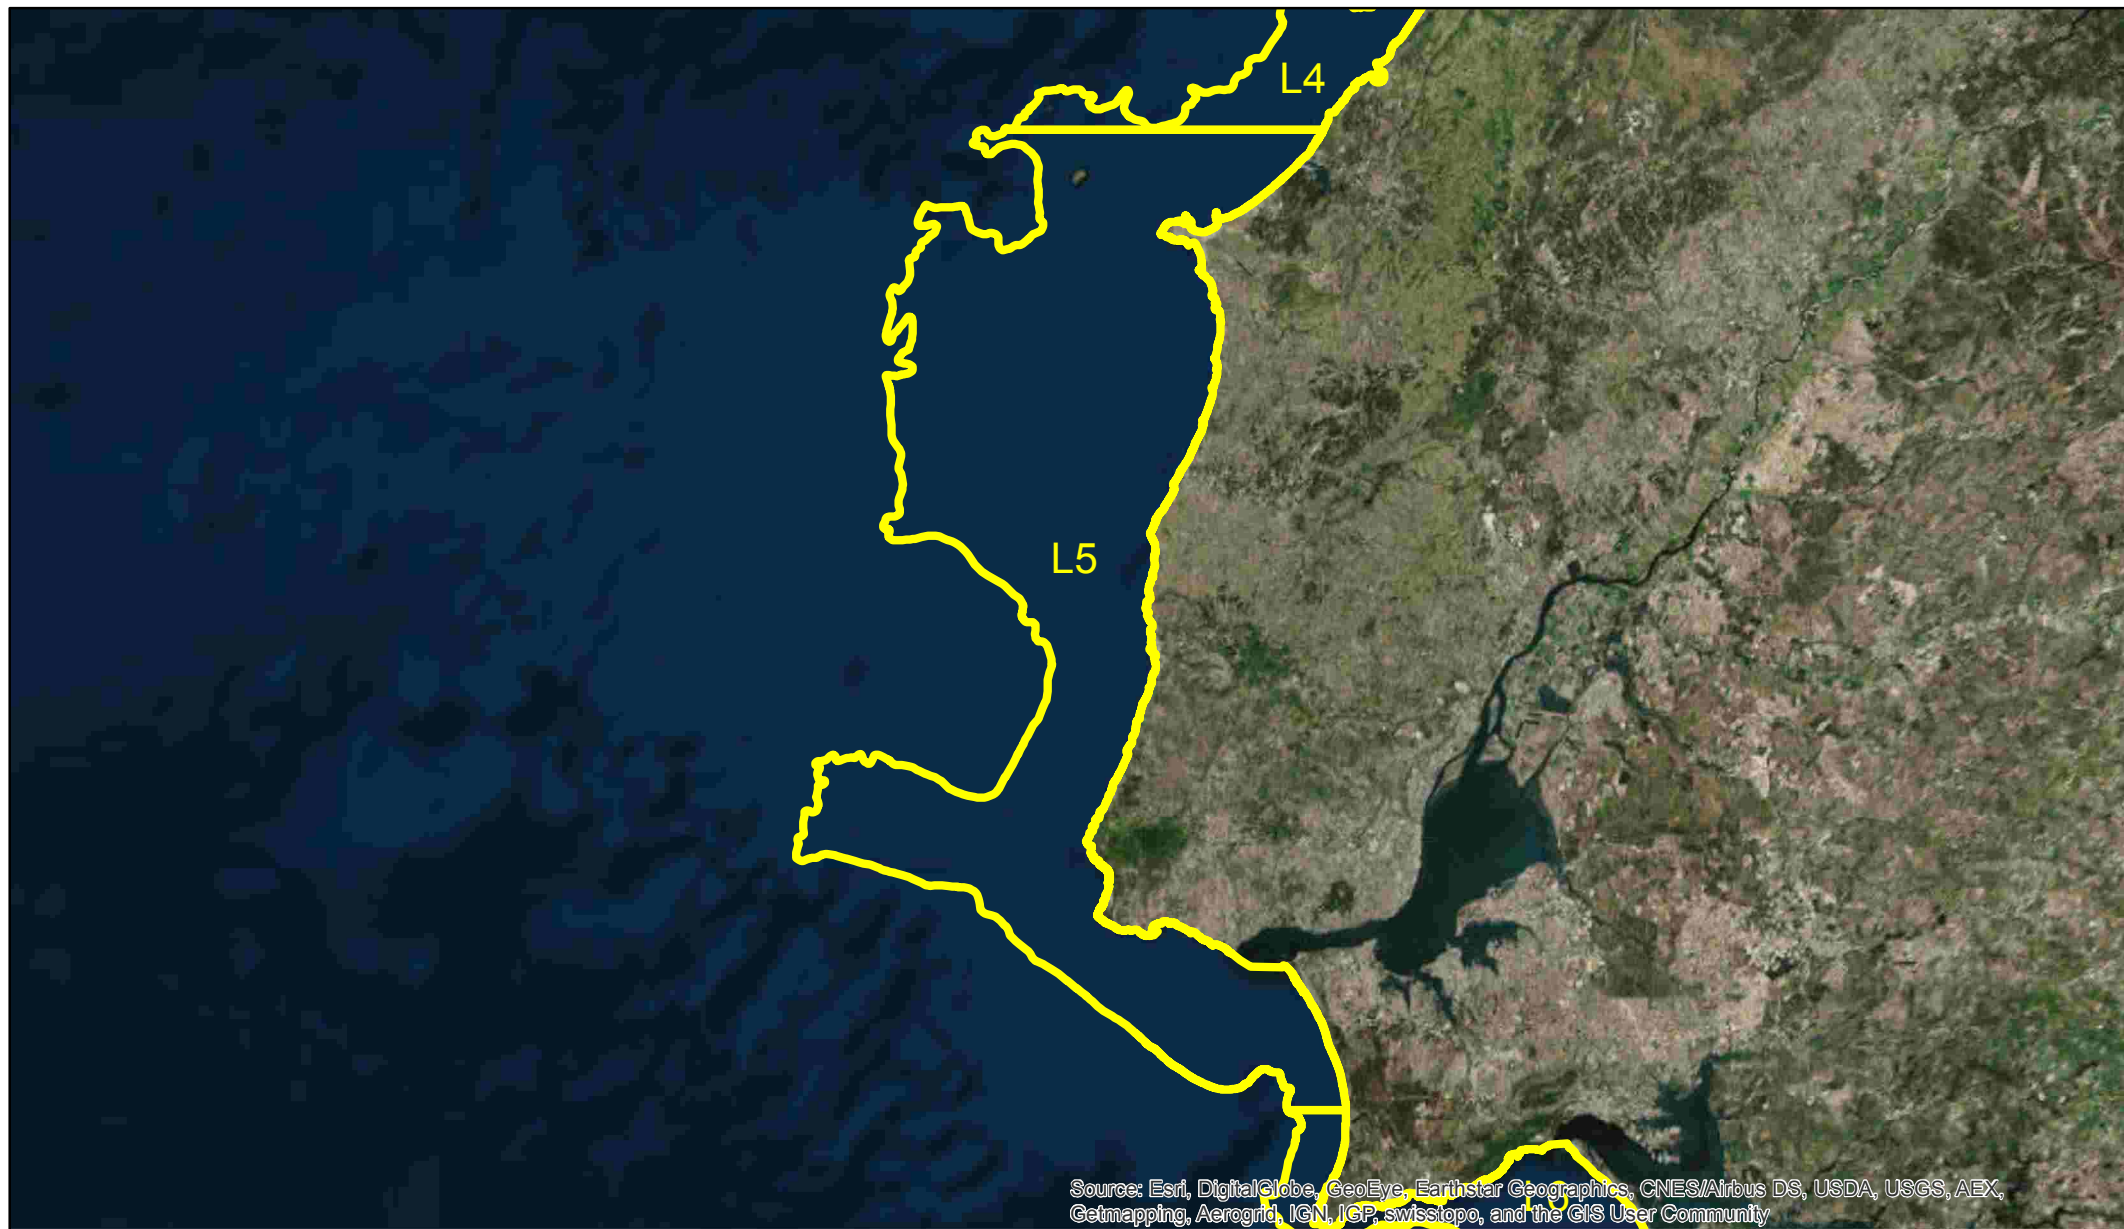 L4
L5
L6
Source: Esri, DigitalGlobe, GeoEye, Earthstar Geographics, CNES/Airbus DS, USDA, USGS, AEX,
Getmapping, Aerogrid, IGN, IGP, swisstopo, and the GIS User Community